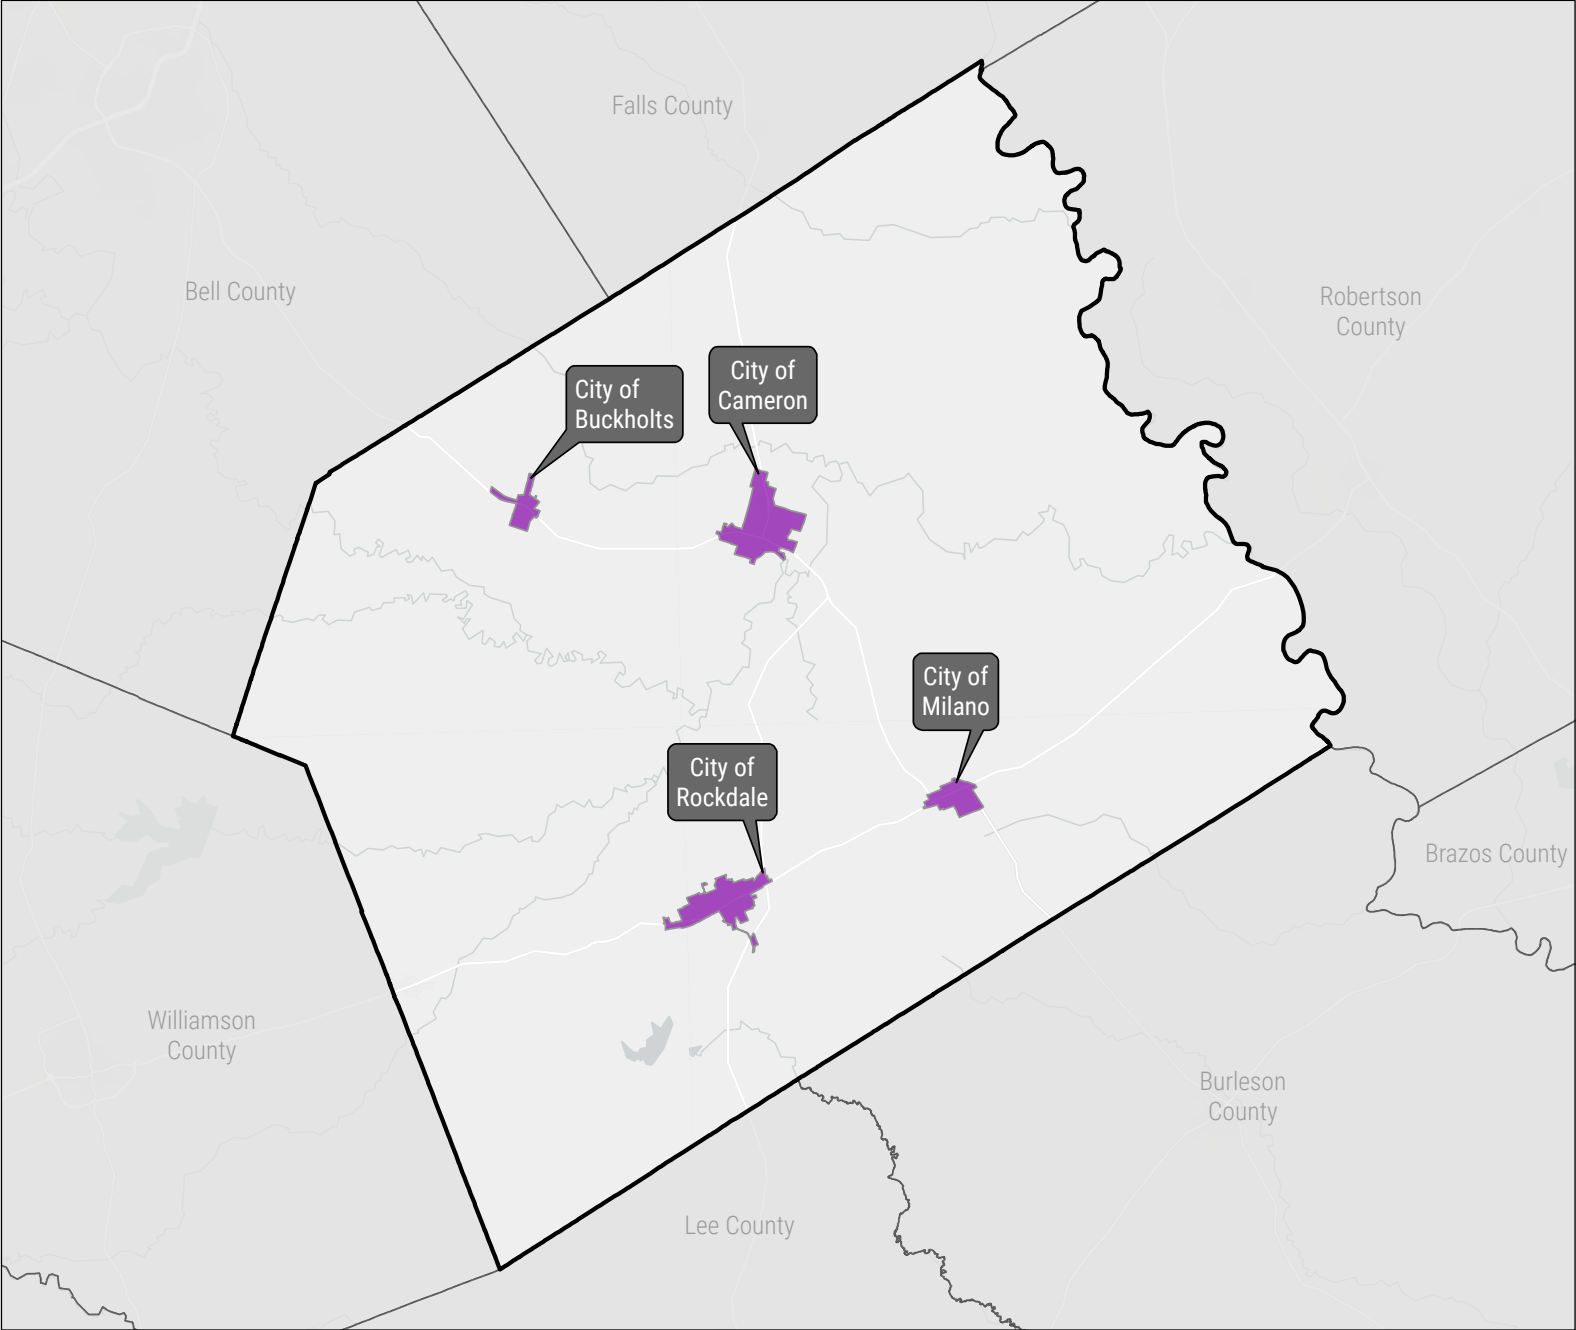 Falls County
Bell County
Robertson
County
City of
Buckholts
City of
Cameron
City of
Milano
City of
Rockdale
Brazos County
Williamson
County
Burleson
County
Lee County